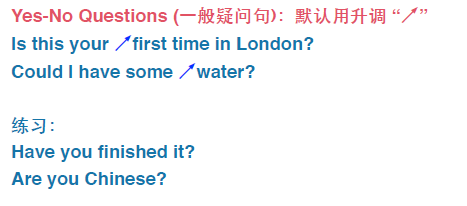 Yes-No Questions (一般疑问句)：默认用升调 “↗”
Is this your ↗first time in London?
Could I have some ↗water?
练习：
Have you finished it?
Are you Chinese?